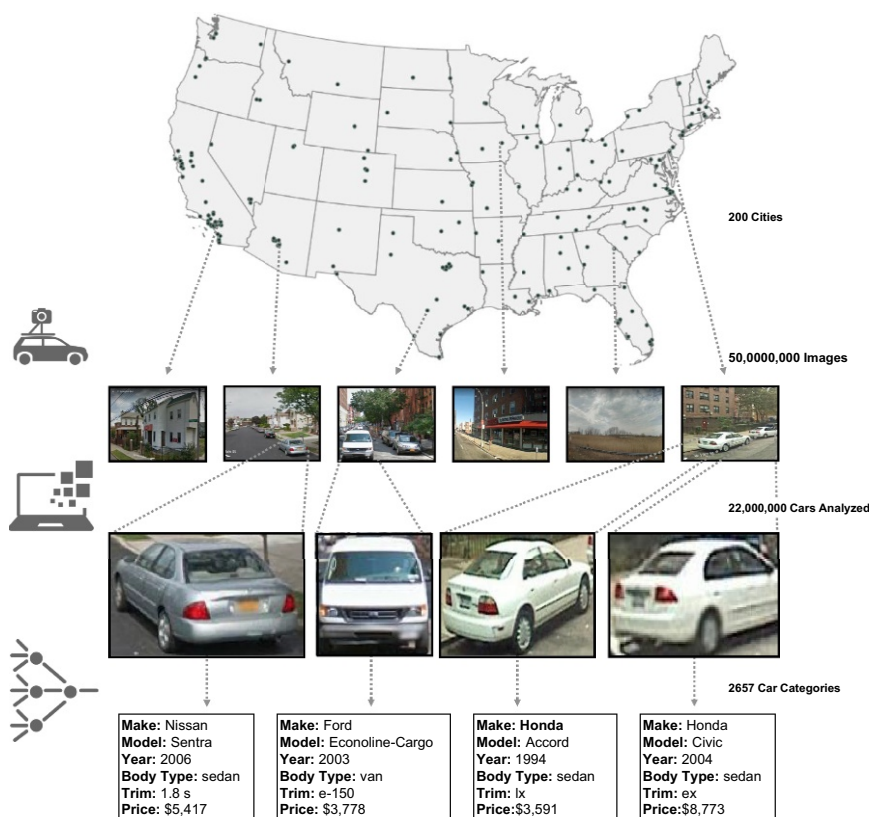 200 Cities
50,0000,000 Images
22,000,000 Cars Analyzed
2657 Car Categories
Make: Nissan
Model: Sentra
Year: 2006
Body Type: sedan
Trim: 1.8 s
Price: $5,417
Make: Ford
Model: Econoline-Cargo
Year: 2003
Body Type: van
Trim: e-150
Price: $3,778
Make: Honda
Model: Accord
Year: 1994
Body Type: sedan
Trim: lx
Price:$3,591
Make: Honda
Model: Civic
Year: 2004
Body Type: sedan
Trim: ex
Price:$8,773